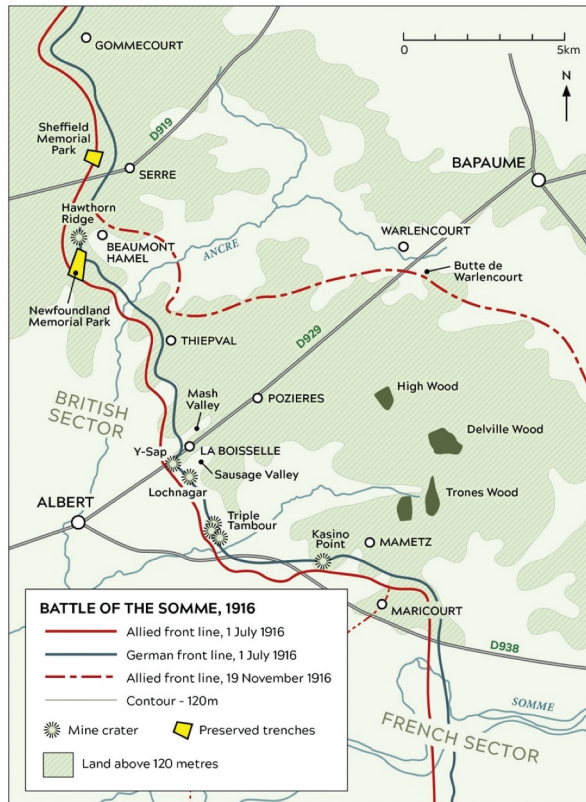 GOMMECOURT
0
5km
N
Sheffield
Memorial
Park
D919
SERRE
BAPAUME
Hawthorn
Ridge
BEAUMONT
HAMEL
ANCRE
WARLENCOURT
Butte de
Warlencourt
Newfoundland
Memorial Park
THIEPVAL
D929
BRITISH
SECTOR
Mash
Valley
POZIERES
High Wood
Delville Wood
Y-Sap
LA BOISSELLE
Sausage Valley
Lochnagar
Trones Wood
ALBERT
Triple
Tambour
Kasino
Point
MAMETZ
MARICOURT
D938
SOMME
FRENCH SECTOR
BATTLE OF THE SOMME, 1916
Allied front line, 1 July 1916
German front line, 1 July 1916
Allied front line, 19 November 1916
Contour - 120m
Mine crater
Preserved trenches
Land above 120 metres